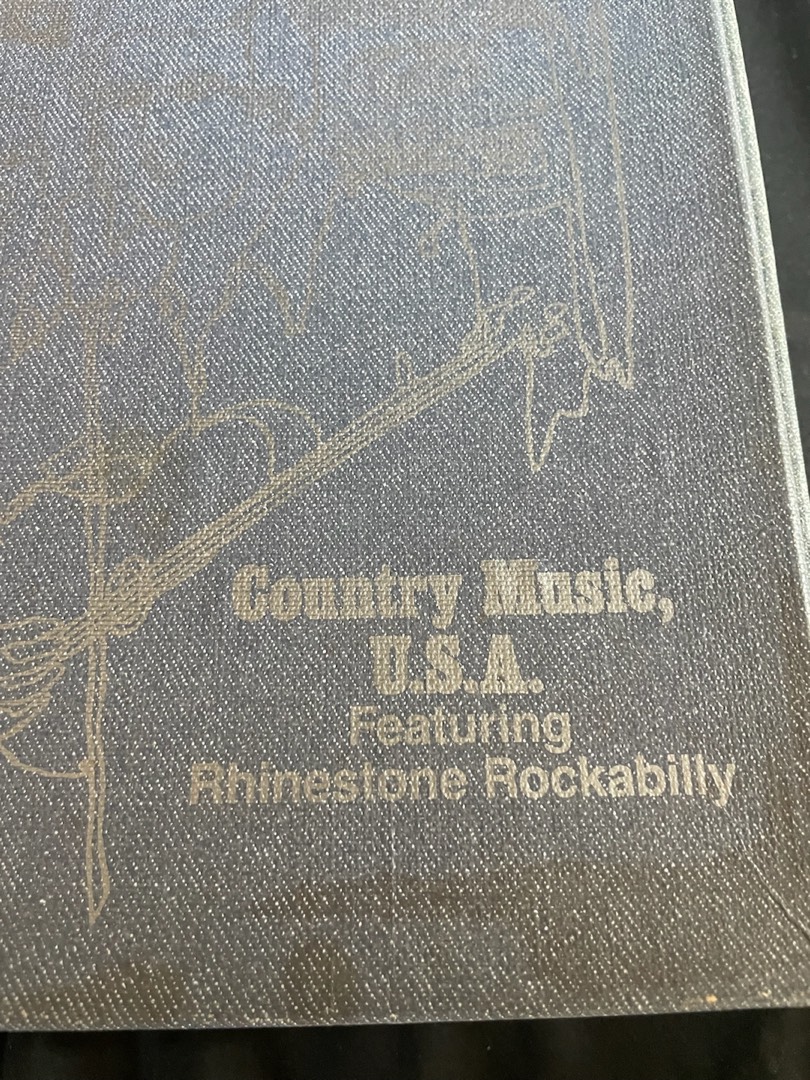 Country Music,
U.S.A.
Featuring
Rhinestone Rockabilly